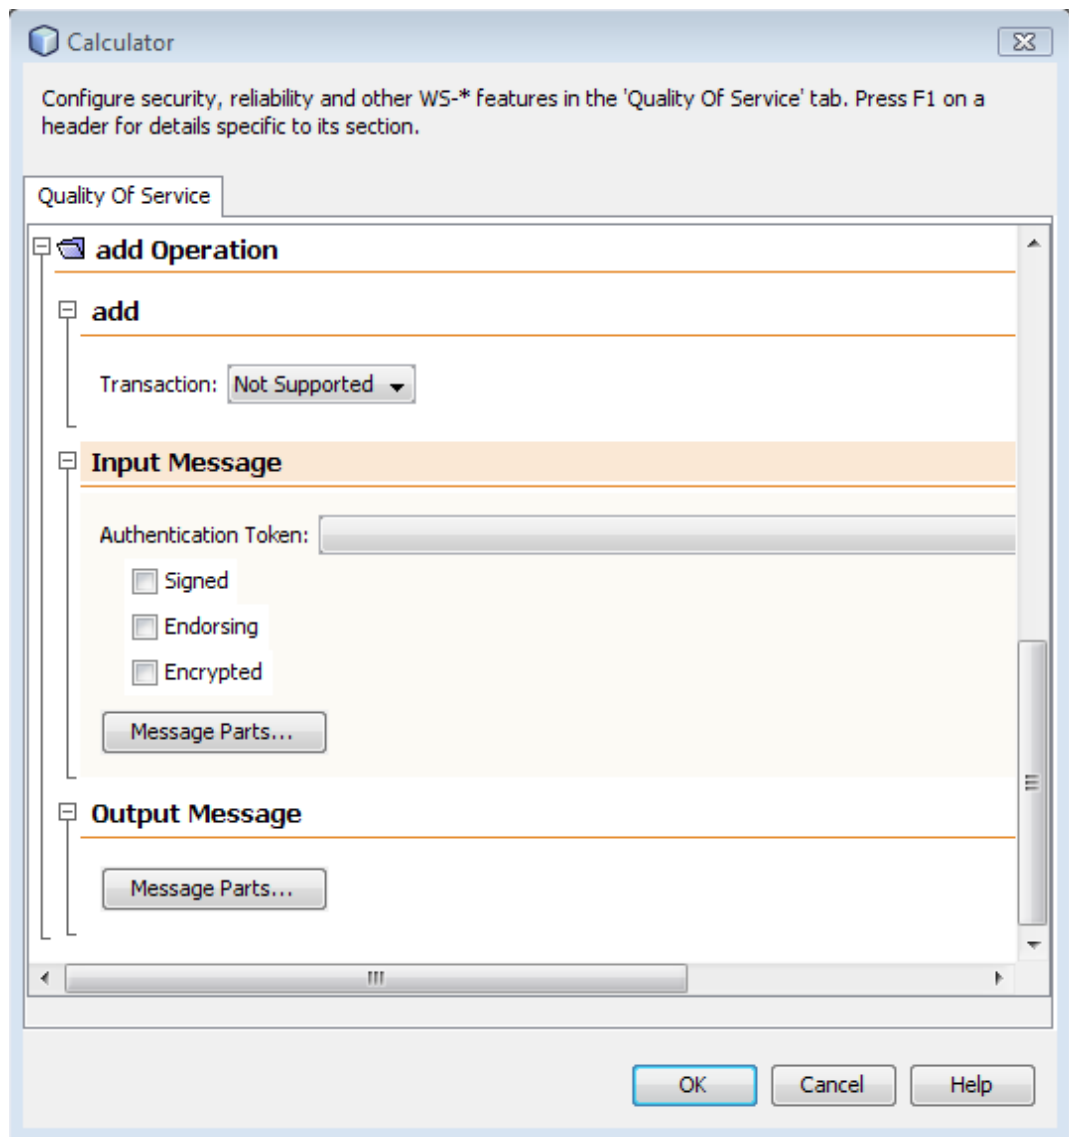 Calculator
Configure security, reliability and other WS-* features in the 'Quality Of Service' tab. Press F1 on a
header for details specific to its section.
Quality Of Service
add Operation
add
Transaction: Not Supported
Input Message
Authentication Token:
Signed
Endorsing
Encrypted
Message Parts...
Output Message
Message Parts...
OK Cancel Help